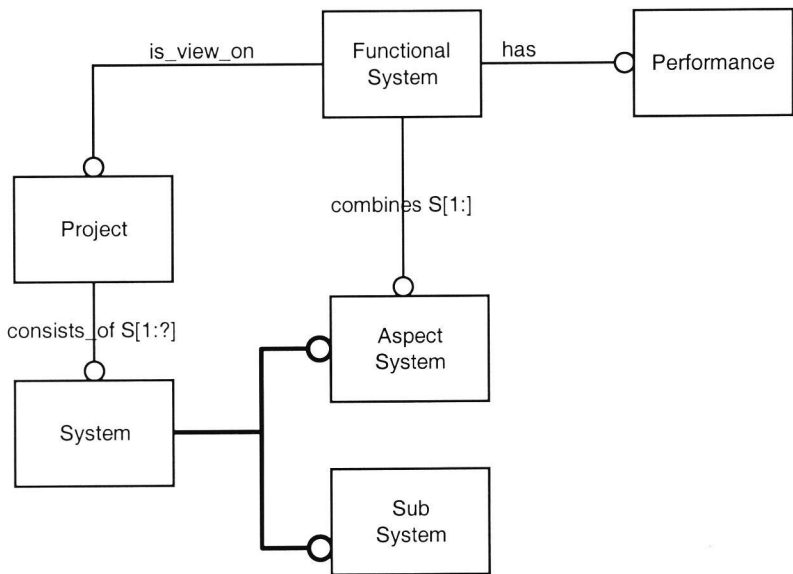 is_view_on
Functional
System
has
Performance
Project
combines S[1:]
consists_of S[1:?]
Aspect
System
System
Sub
System